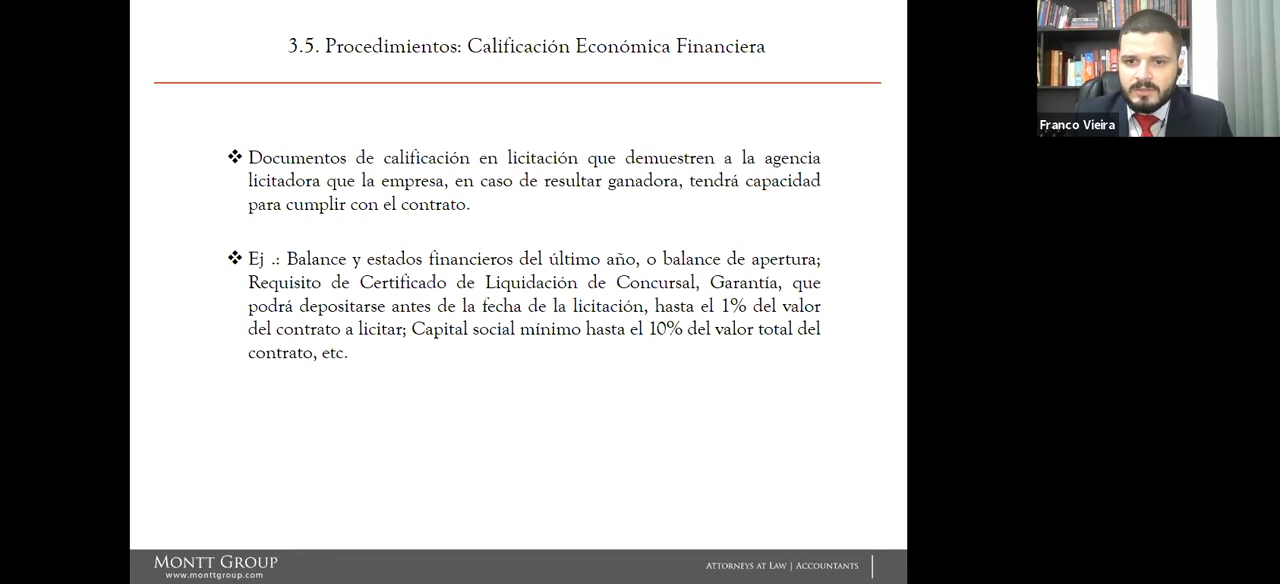 3.5. Procedimientos: Calificación Económica Financiera
Franco Vieira
❖ Documentos de calificación en licitación que demuestren a la agencia
licitadora que la empresa, en caso de resultar ganadora, tendrá capacidad
para cumplir con el contrato.
❖ Ej .: Balance y estados financieros del último año, o balance de apertura;
Requisito de Certificado de Liquidación de Concursal, Garantía, que
podrá depositarse antes de la fecha de la licitación, hasta el 1% del valor
del contrato a licitar; Capital social mínimo hasta el 10% del valor total del
contrato, etc.
MONTT GROUP
www.monttgroup.com
ATTORNEYS AT LAW | ACCOUNTANTS